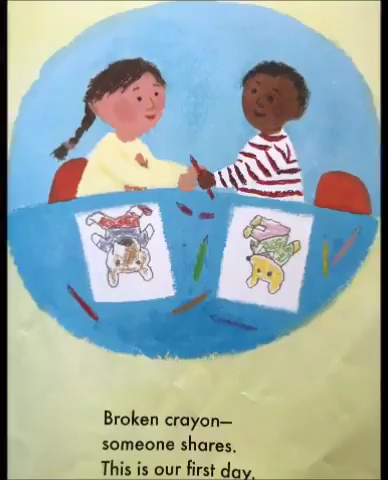 Broken crayon—
someone shares.
This is our first day.